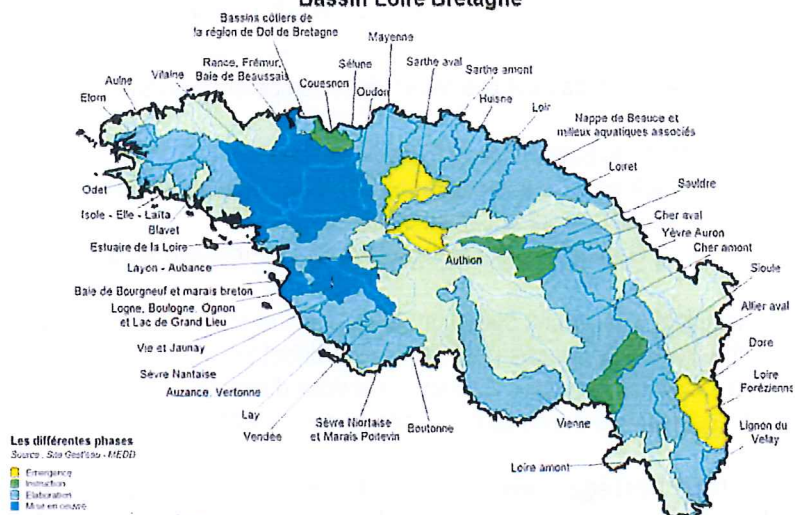 Bassin Loire Bretagne
Bassins côtiers de
la région de Dol de Bretagne
Mayenne
Rance, Frémur,
Baie de Beaussais
Sélune
Sarthe aval
Sarthe amont
Vilaine
Couesnon
Oudon
Huisne
Aulne
Loir
Elorn
Nappe de Beauce et
milieux aquatiques associés
Loiret
Sauldre
Odet
Cher aval
Isole - Elle - Laïta
Yèvre Auron
Blavet
Cher amont
Estuaire de la Loire
Authion
Sioule
Layon - Aubance
Baie de Bourgneuf et marais breton
Allier aval
Logne, Boulogne, Ognon
et Lac de Grand Lieu
Dore
Vie et Jaunay
Loire
Forézienne
Sèvre Nantaise
Auzance, Vertonne
Lay
Sèvre Niortaise
et Marais Poitevin
Boutonne
Vienne
Lignon du
Velay
Vendée
Loire amont
Les différentes phases
Source : Site Gest'eau - MEDD
Emergence
Instruction
Elaboration
Mise en oeuvre